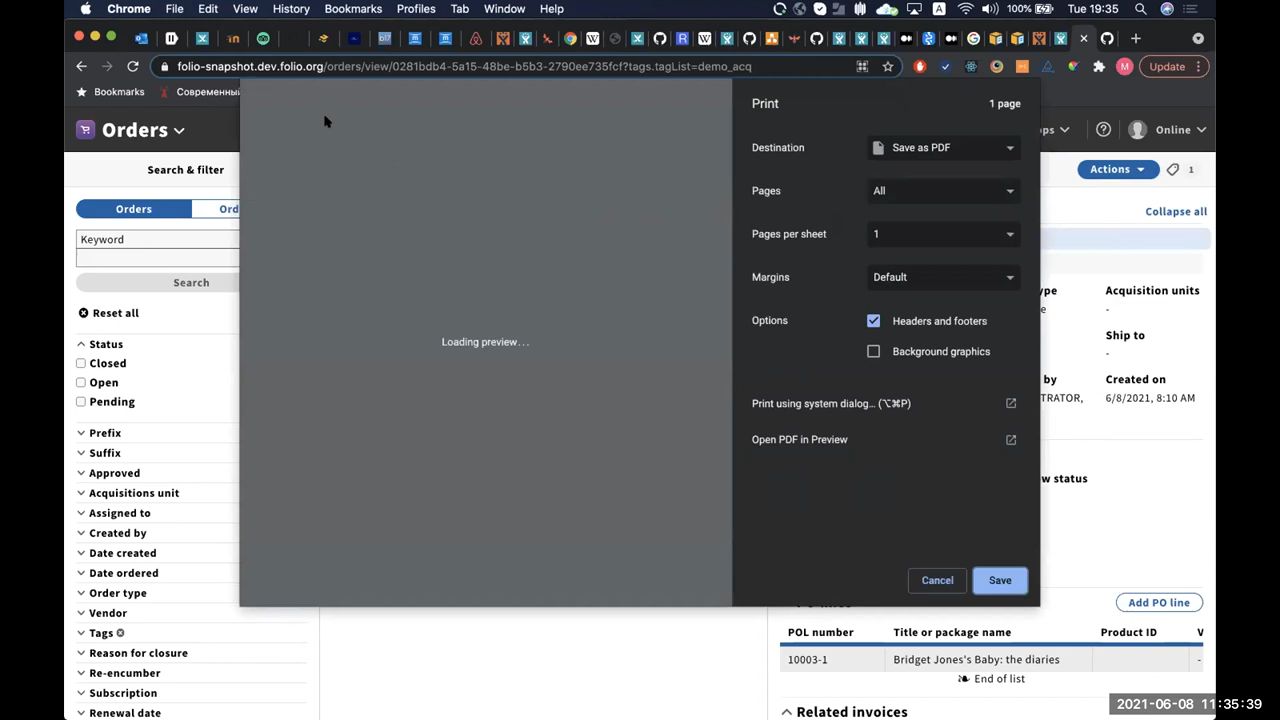 Chrome File Edit View History Bookmarks Profiles Tab Window Help 100% Tue 19:35
folio-snapshot.dev.folio.org/orders/view/0281bdb4-5a15-48be-b5b3-2790ee735fcf?tags.tagList=demo_acq M Update
Bookmarks Современный
Orders Online
Search & filter Actions 1
Orders Collapse all
Keyword
Search
Reset all
Status
Closed
Open
Pending
Prefix
Suffix
Approved
Acquisitions unit
Assigned to
Created by
Date created
Date ordered
Order type
Vendor
Tags
Reason for closure
Re-encumber
Subscription
Renewal date
Loading preview...
Print 1 page
Destination Save as PDF
Pages All
Pages per sheet 1
Margins Default
Options Headers and footers
Background graphics
Print using system dialog... (⌥⌘P)
Open PDF in Preview
Cancel Save
Acquisition units
-
Ship to
-
by Created on
6/8/2021, 8:10 AM
status
Add PO line
POL number Title or package name Product ID V
10003-1 Bridget Jones's Baby: the diaries -
End of list
Related invoices
2021-06-08 11:35:39